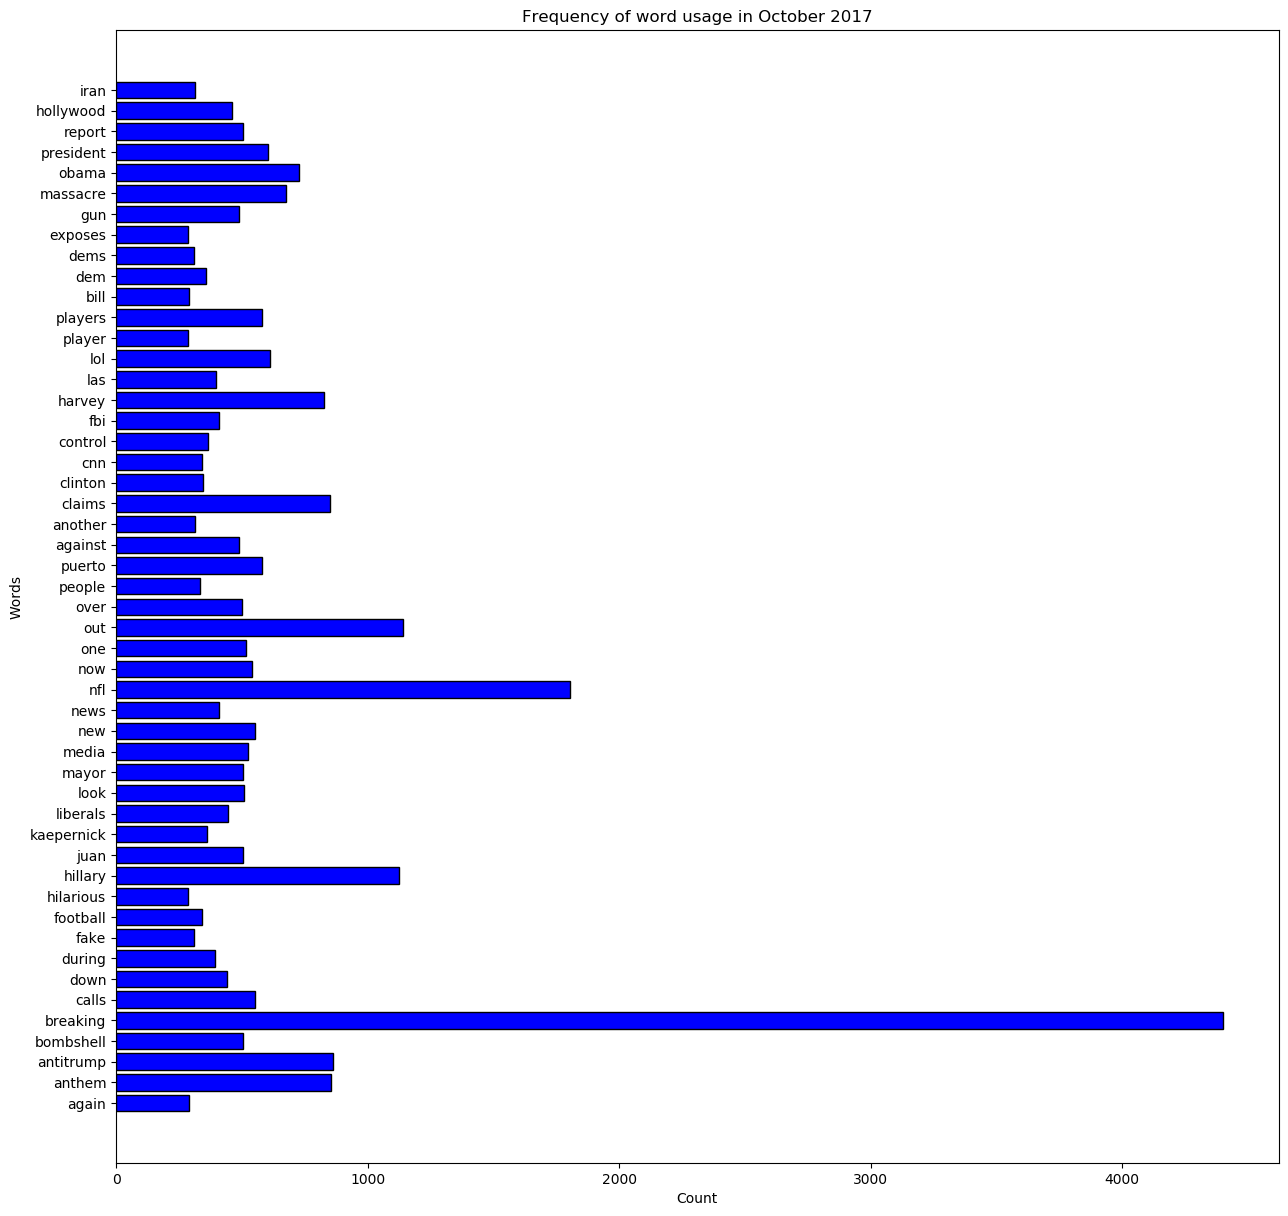 Frequency of word usage in October 2017
Words
iran
hollywood
report
president
obama
massacre
gun
exposes
dems
dem
bill
players
player
lol
las
harvey
fbi
control
cnn
clinton
claims
another
against
puerto
people
over
out
one
now
nfl
news
new
media
mayor
look
liberals
kaepernick
juan
hillary
hilarious
football
fake
during
down
calls
breaking
bombshell
antitrump
anthem
again
0 1000 2000 3000 4000
Count